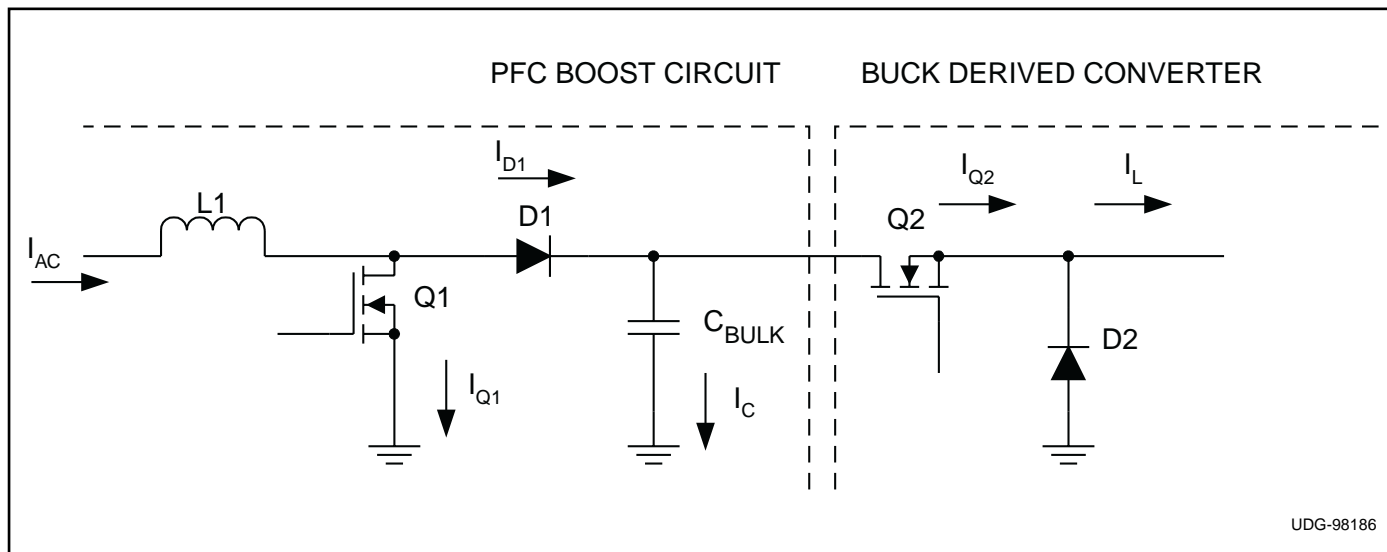 PFC BOOST CIRCUIT
BUCK DERIVED CONVERTER
I_D1
I_Q2
I_L
L1
D1
Q2
I_AC
Q1
C_BULK
D2
I_Q1
I_C
UDG-98186